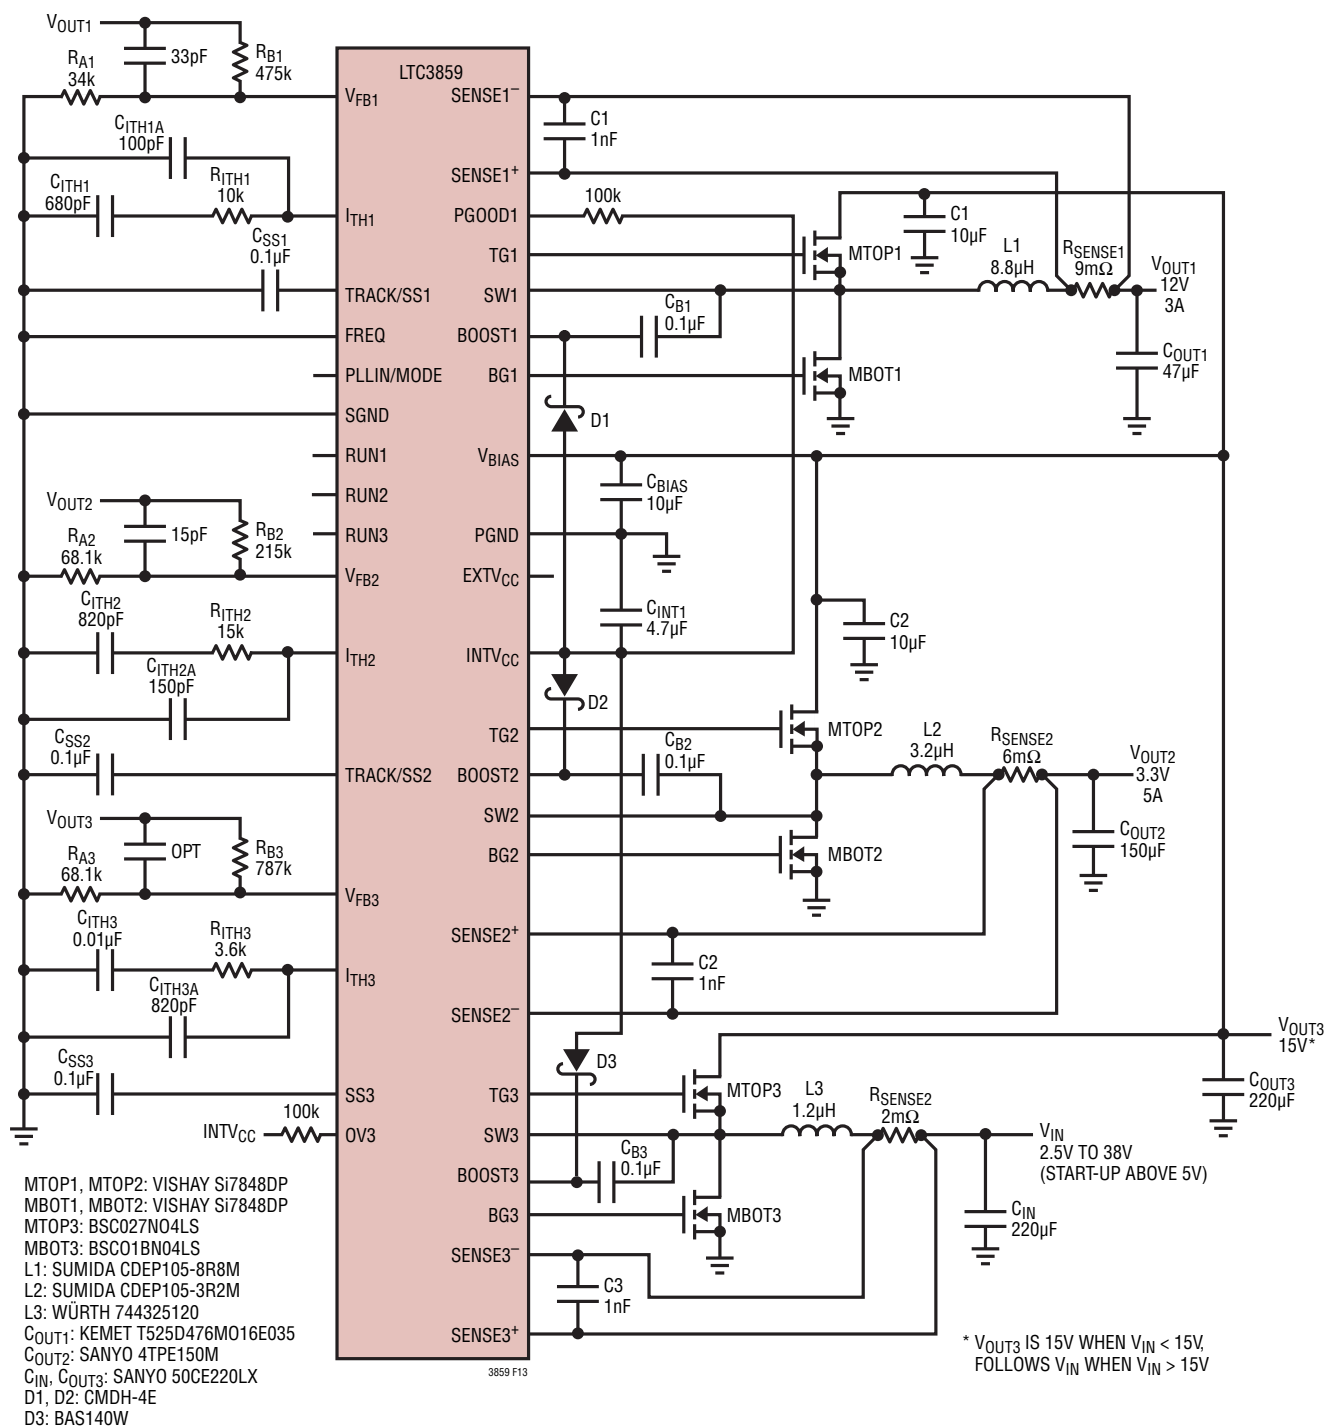 VOUT1
RA1
34k
33pF
RB1
475k
LTC3859
VFB1
SENSE1–
CITH1A
100pF
C1
1nF
SENSE1+
CITH1
680pF
RITH1
10k
ITH1
PGOOD1
100k
C1
10µF
CSS1
0.1µF
TG1
MTOP1
L1
8.8µH
RSENSE1
9mΩ
VOUT1
12V
3A
TRACK/SS1
SW1
CB1
0.1µF
FREQ
BOOST1
COUT1
47µF
PLLIN/MODE
BG1
MBOT1
SGND
D1
RUN1
VBIAS
CBIAS
10µF
RUN2
VOUT2
RA2
68.1k
15pF
RB2
215k
RUN3
PGND
VFB2
EXTVCC
CITH2
820pF
RITH2
15k
CINT1
4.7µF
C2
10µF
ITH2
INTVCC
CITH2A
150pF
D2
CSS2
0.1µF
TG2
MTOP2
CB2
0.1µF
L2
3.2µH
RSENSE2
6mΩ
VOUT2
3.3V
5A
TRACK/SS2
BOOST2
VOUT3
SW2
COUT2
150µF
RA3
68.1k
OPT
RB3
787k
BG2
MBOT2
VFB3
CITH3
0.01µF
RITH3
3.6k
SENSE2+
ITH3
C2
1nF
CITH3A
820pF
SENSE2–
VOUT3
15V*
CSS3
0.1µF
D3
SS3
TG3
MTOP3
L3
1.2µH
RSENSE2
2mΩ
COUT3
220µF
INTVCC
100k
OV3
SW3
VIN
2.5V TO 38V
(START-UP ABOVE 5V)
CB3
0.1µF
BOOST3
BG3
MBOT3
CIN
220µF
SENSE3–
C3
1nF
SENSE3+
MTOP1, MTOP2: VISHAY Si7848DP
MBOT1, MBOT2: VISHAY Si7848DP
MTOP3: BSC027NO4LS
MBOT3: BSCO1BN04LS
L1: SUMIDA CDEP105-8R8M
L2: SUMIDA CDEP105-3R2M
L3: WÜRTH 744325120
COUT1: KEMET T525D476MO16E035
COUT2: SANYO 4TPE150M
CIN, COUT3: SANYO 50CE220LX
D1, D2: CMDH-4E
D3: BAS140W
3859 F13
* VOUT3 IS 15V WHEN VIN < 15V,
FOLLOWS VIN WHEN VIN > 15V